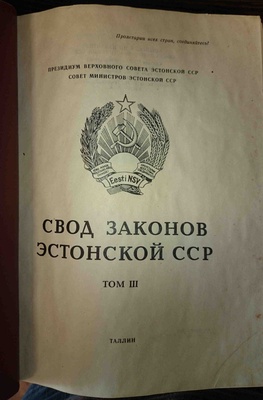 Пролетарии всех стран, соединяйтесь!
ПРЕЗИДИУМ ВЕРХОВНОГО СОВЕТА ЭСТОНСКОЙ ССР
СОВЕТ МИНИСТРОВ ЭСТОНСКОЙ ССР
Eesti NSV
СВОД ЗАКОНОВ
ЭСТОНСКОЙ ССР
ТОМ III
ТАЛЛИН